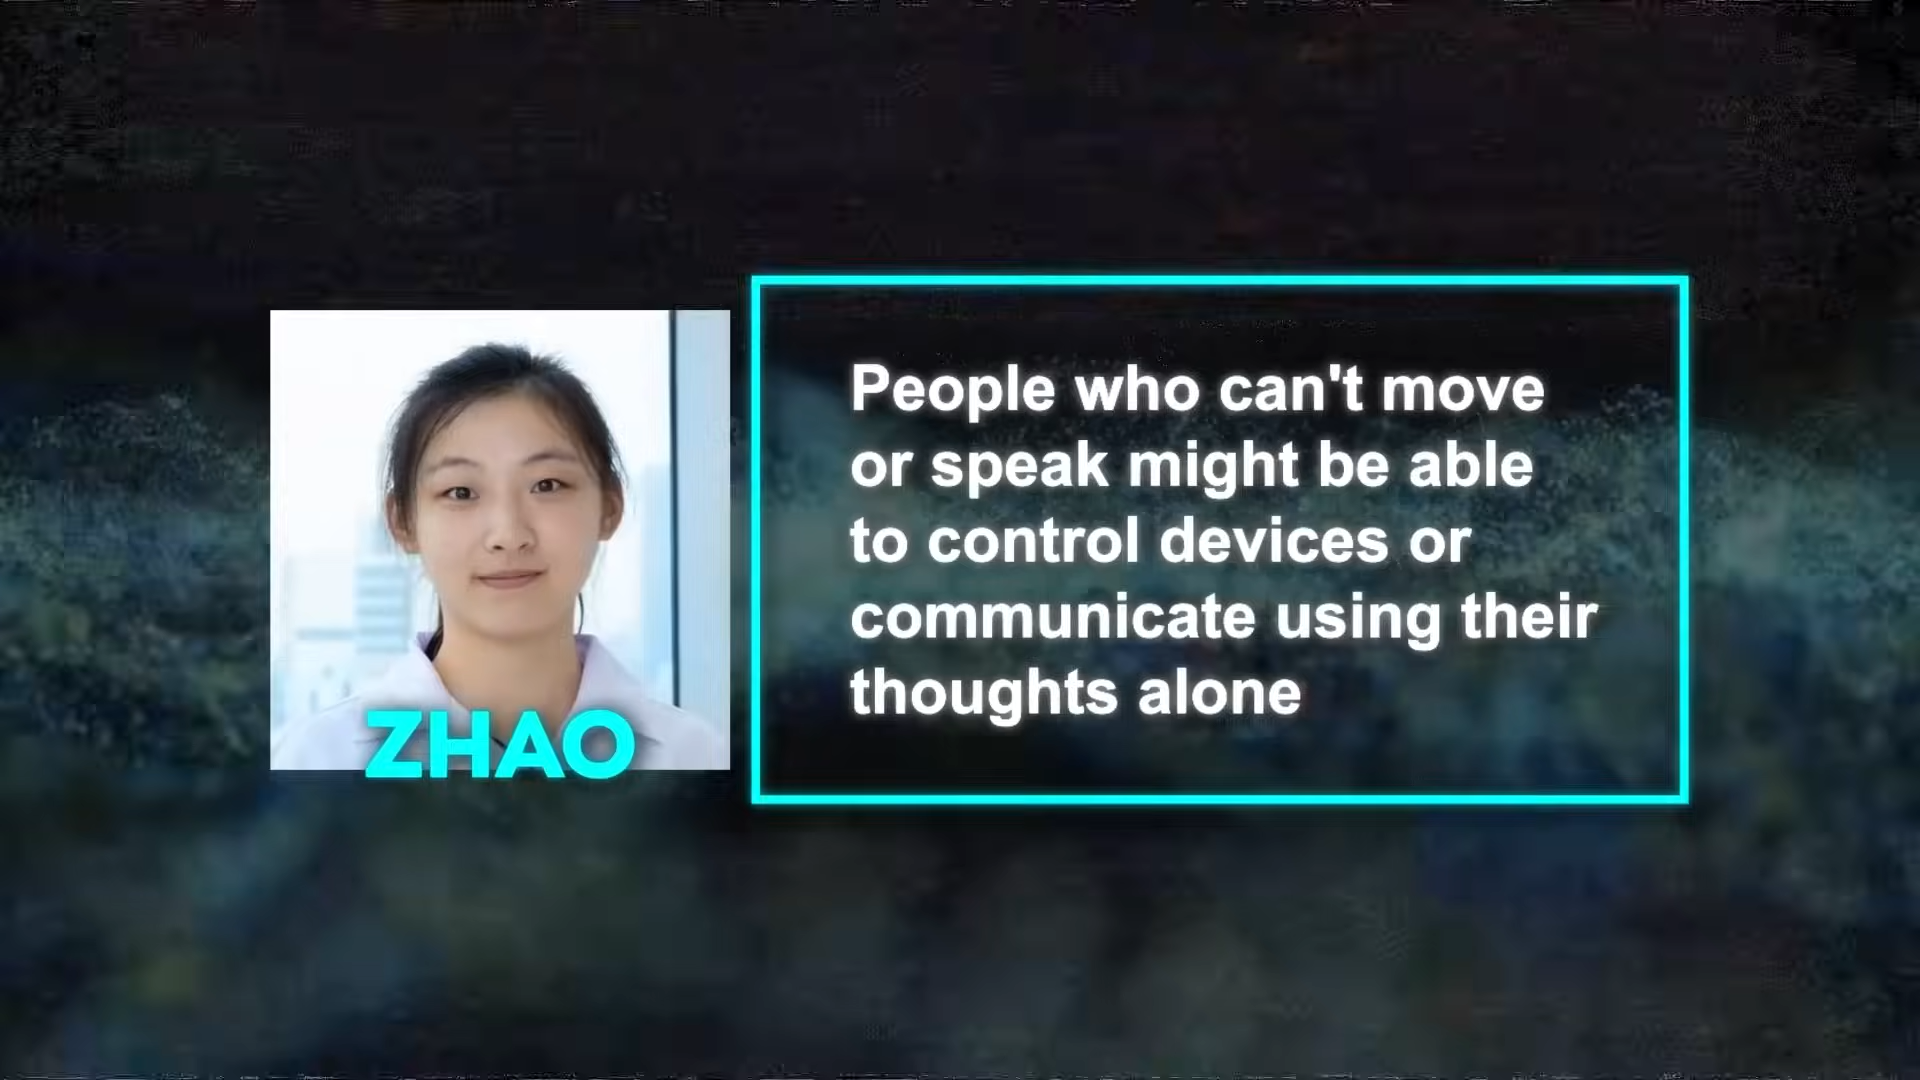 ZHAO
People who can't move
or speak might be able
to control devices or
communicate using their
thoughts alone